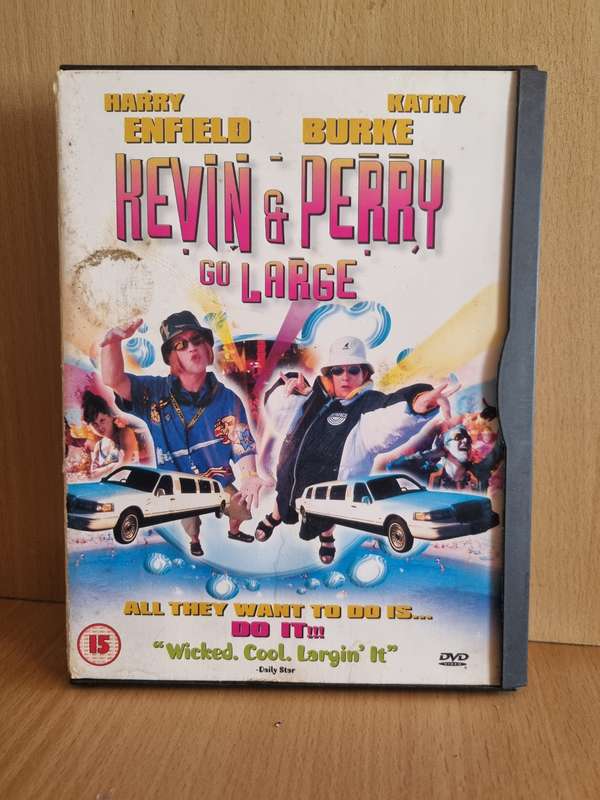 HARRY KATHY
ENFIELD BURKE
KEVIN & PERRY
GO LARGE
ALL THEY WANT TO DO IS...
DO IT!!!
"Wicked. Cool. Largin' It"
-Daily Star
15
DVD
VIDEO